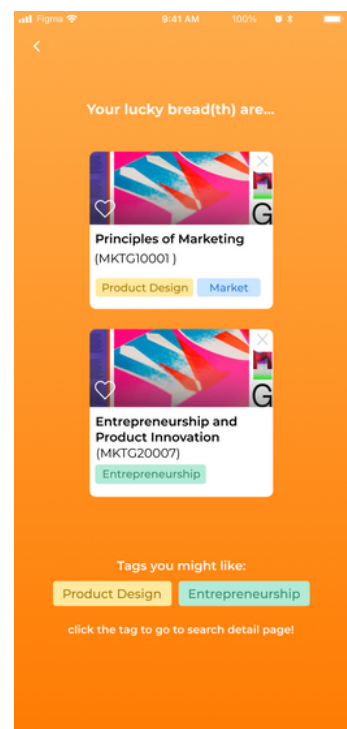 Figma 9:41 AM 100%
Your lucky bread(th) are...
G
Principles of Marketing
(MKTG10001 )
Product Design Market
G
Entrepreneurship and
Product Innovation
(MKTG20007)
Entrepreneurship
Tags you might like:
Product Design Entrepreneurship
click the tag to go to search detail page!